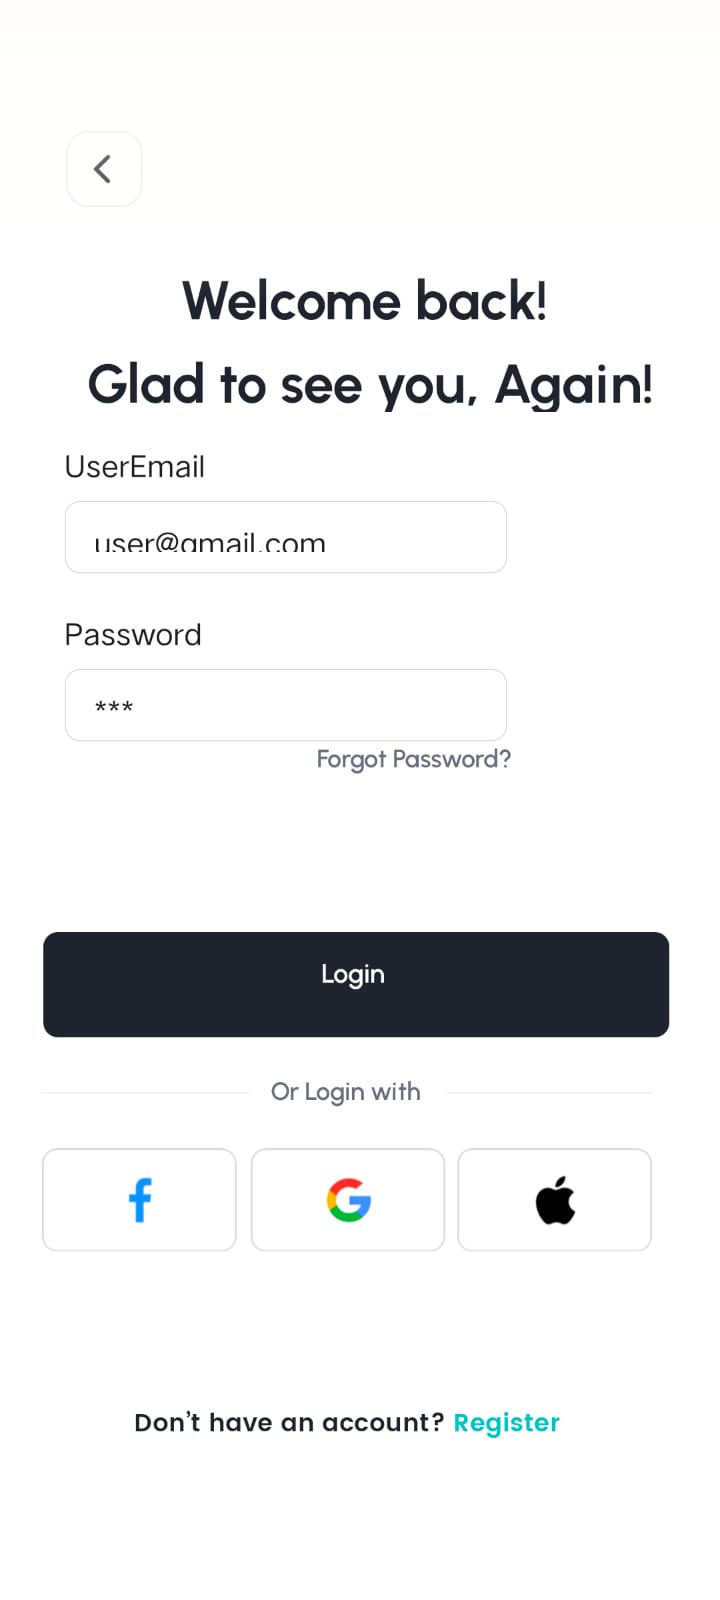 Welcome back!
Glad to see you, Again!
UserEmail
user@gmail.com
Password
***
Forgot Password?
Login
Or Login with
Don’t have an account? Register